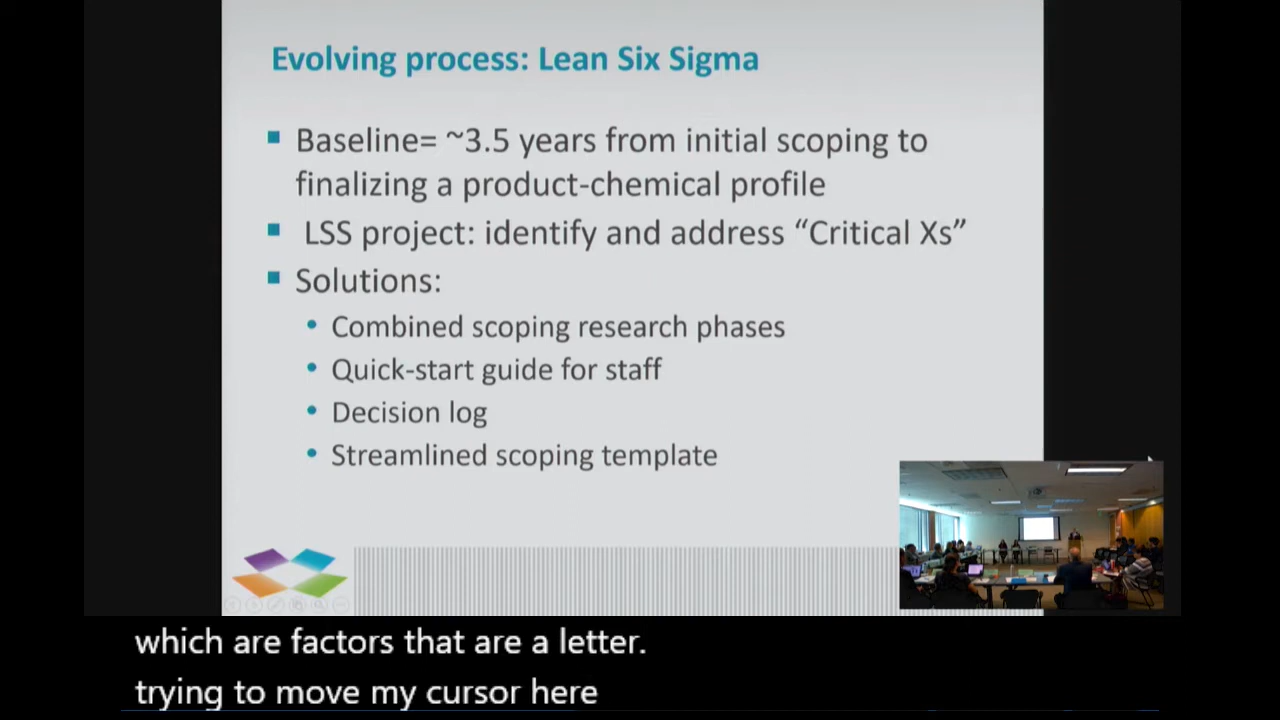 Evolving process: Lean Six Sigma
Baseline= ~3.5 years from initial scoping to
finalizing a product-chemical profile
LSS project: identify and address “Critical Xs”
Solutions:
Combined scoping research phases
Quick-start guide for staff
Decision log
Streamlined scoping template
which are factors that are a letter.
trying to move my cursor here